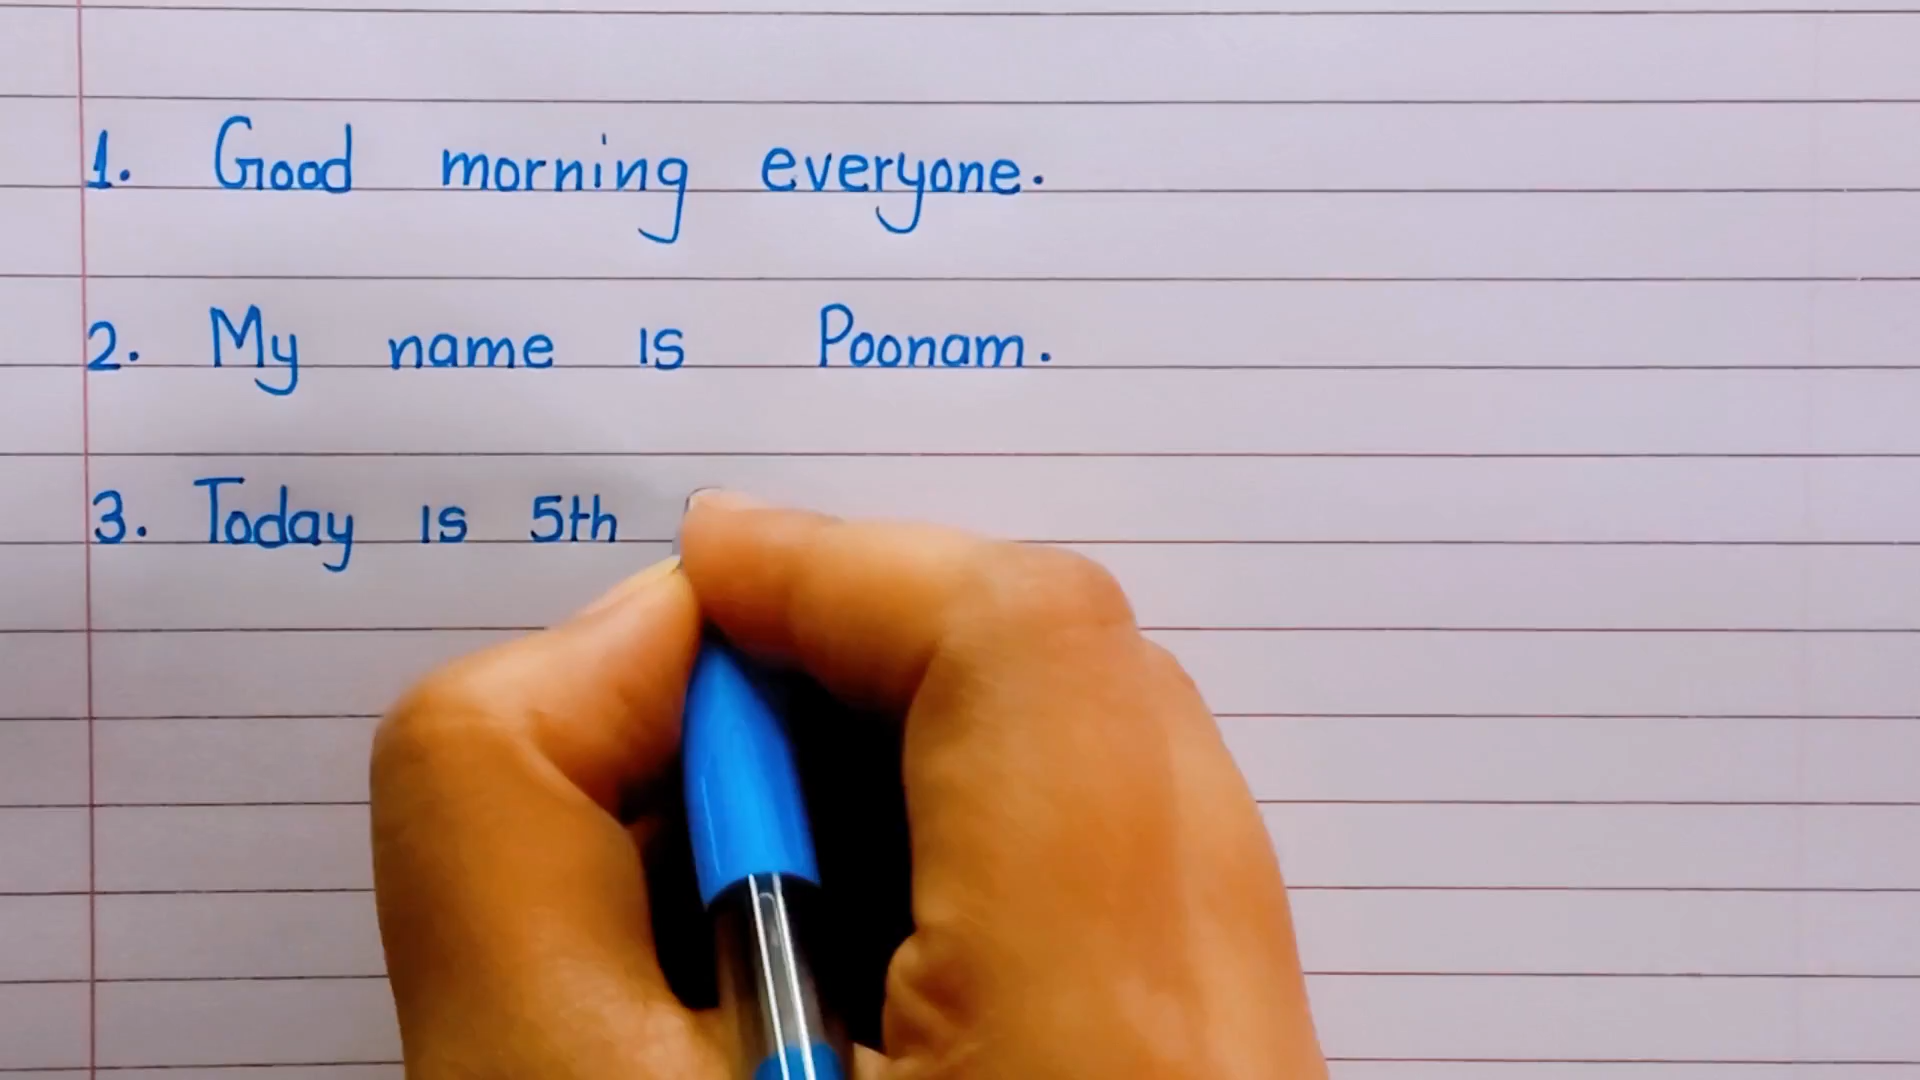 1. Good morning everyone.
2. My name is Poonam.
3. Today is 5th